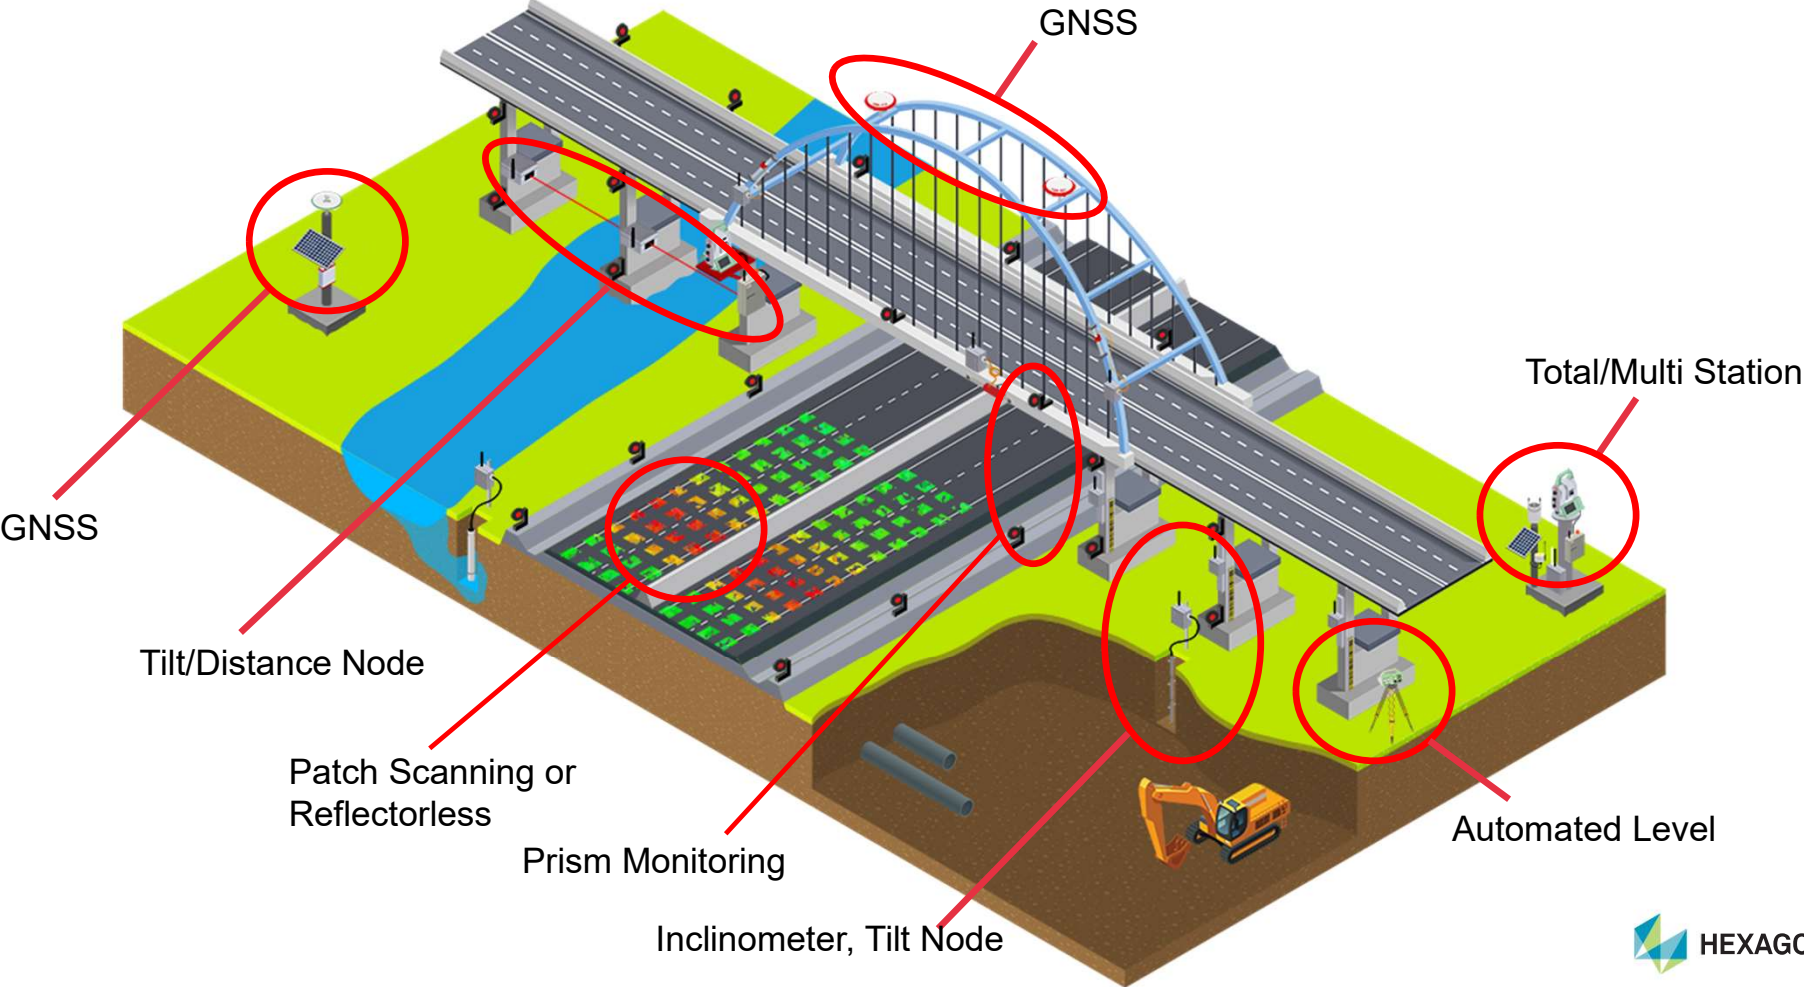 GNSS
Total/Multi Station
GNSS
Tilt/Distance Node
Patch Scanning or
Reflectorless
Prism Monitoring
Automated Level
Inclinometer, Tilt Node
HEXAGO